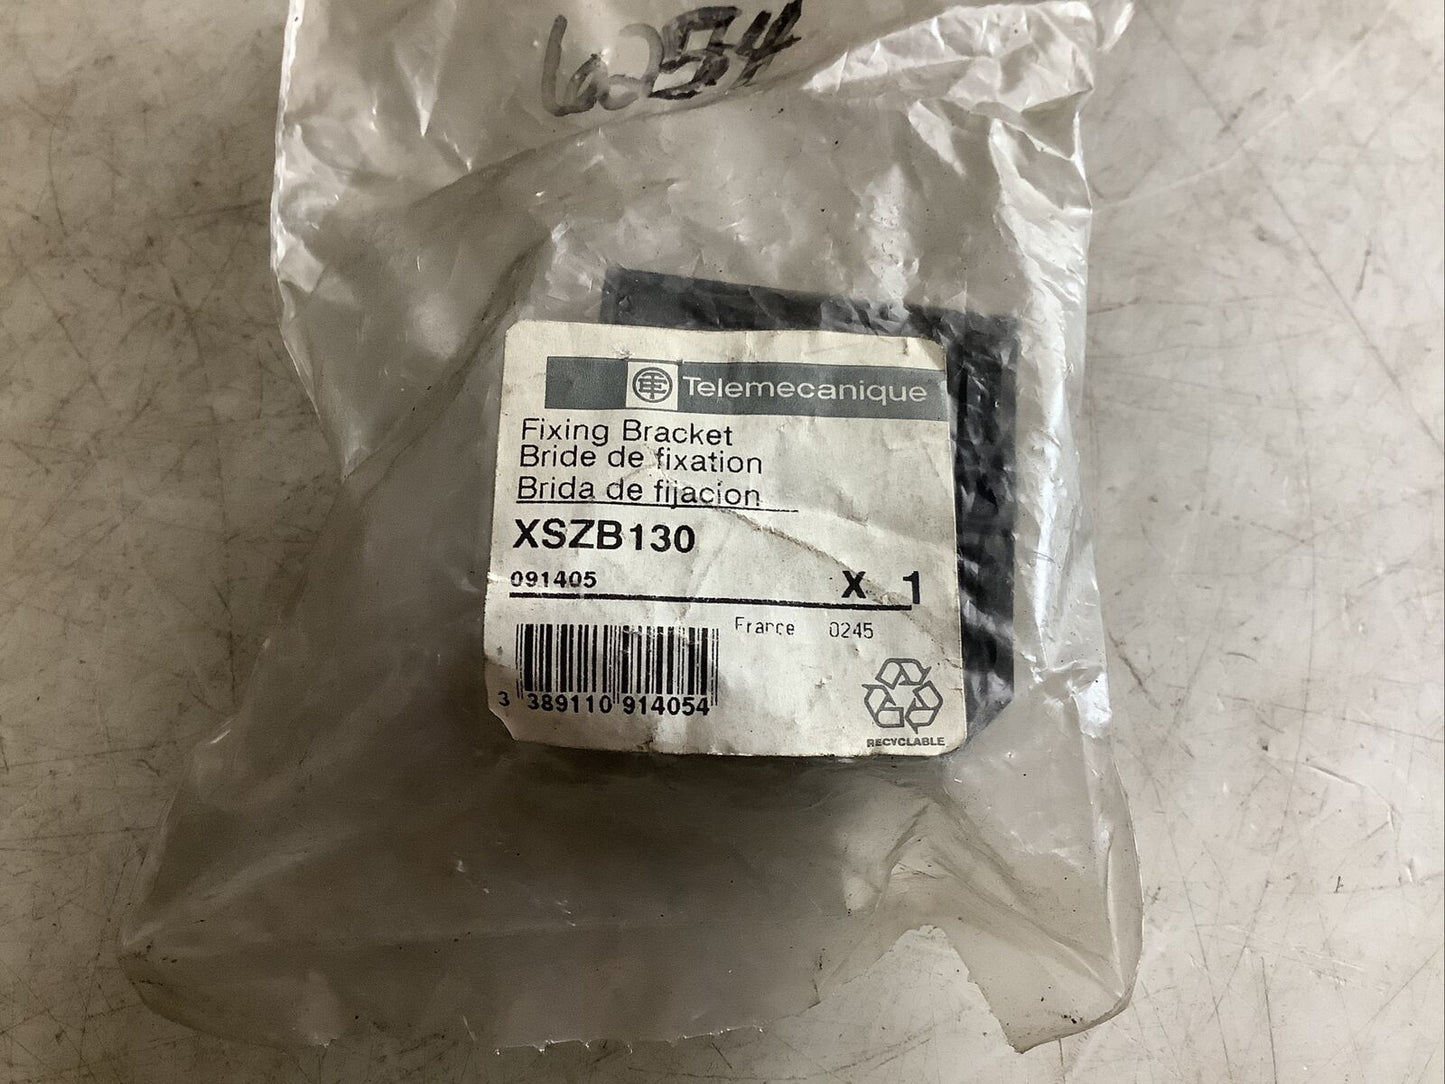 6254
Telemecanique
Fixing Bracket
Bride de fixation
Brida de fijacion
XSZB130
091405 X 1
France 0245
3 389110 914054
RECYCLABLE